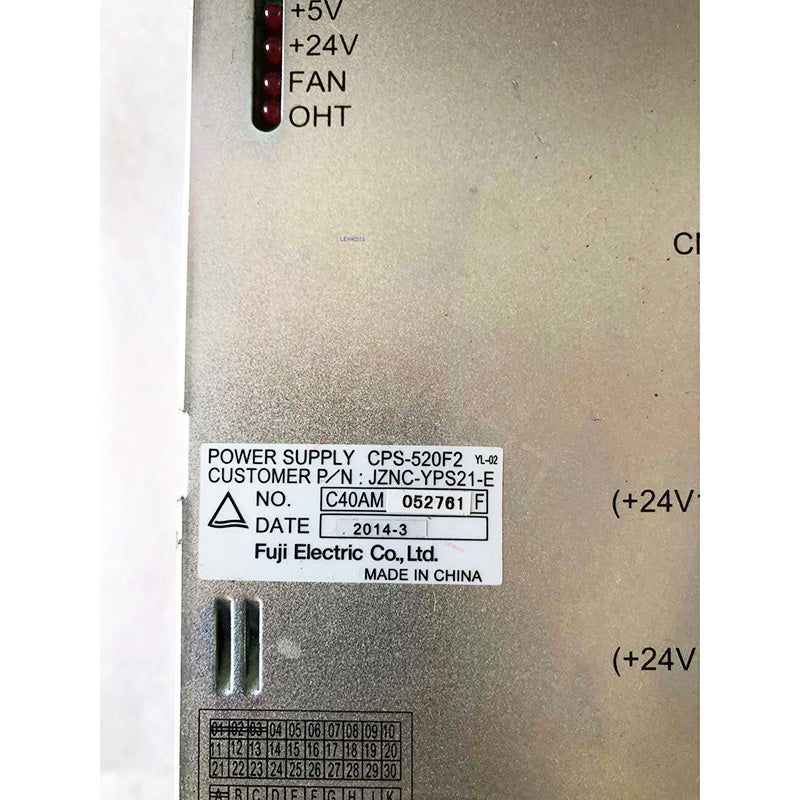 +5V
+24V
FAN
OHT
LEHK013
POWER SUPPLY CPS-520F2 YL-02
CUSTOMER P/N : JZNC-YPS21-E
NO. C40AM 052761 F
DATE 2014-3
Fuji Electric Co., Ltd.
MADE IN CHINA
(+24V
(+24V
01 02 03 04 05 06 07 08 09 10
11 12 13 14 15 16 17 18 19 20
21 22 23 24 25 26 27 28 29 30
A B C D E F G H J K